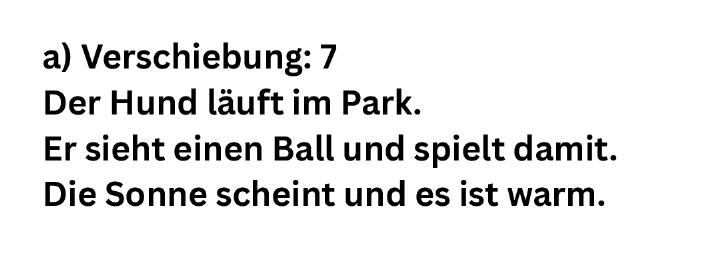 a) Verschiebung: 7
Der Hund läuft im Park.
Er sieht einen Ball und spielt damit.
Die Sonne scheint und es ist warm.